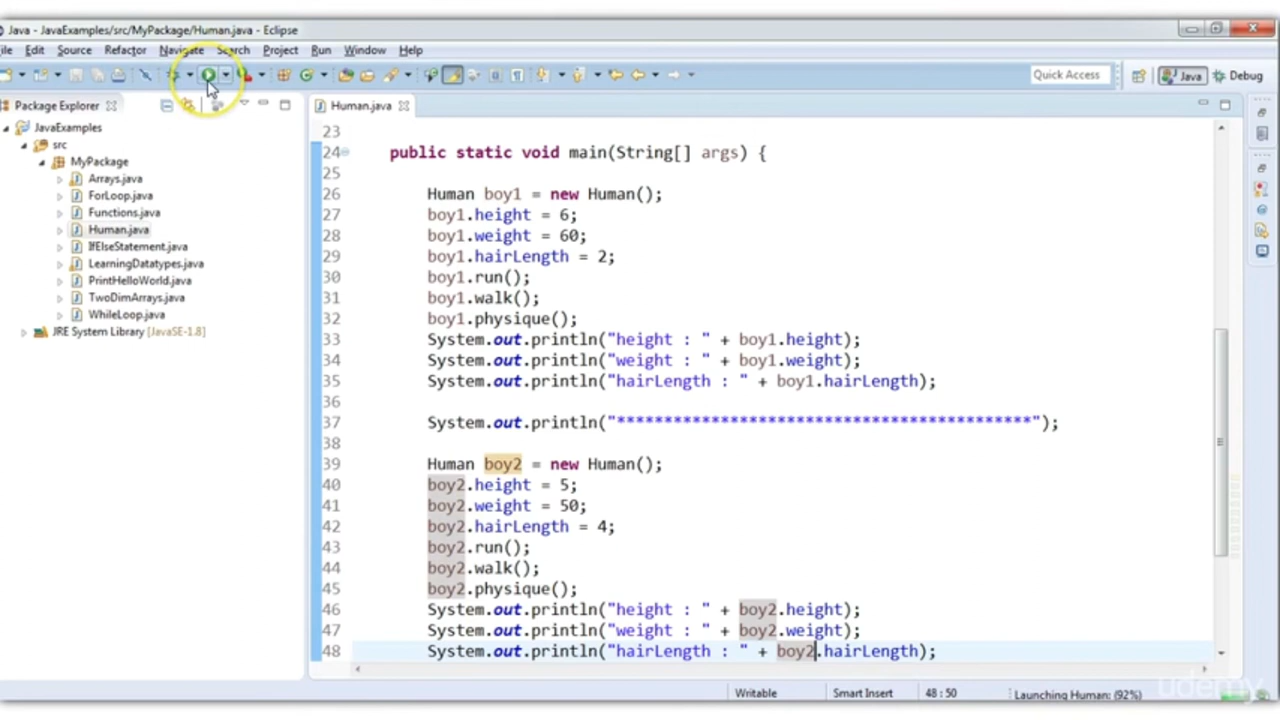 Java - JavaExamples/src/MyPackage/Human.java - Eclipse
ile Edit Source Refactor Navigate Search Project Run Window Help
Quick Access Java Debug
Package Explorer
JavaExamples
src
MyPackage
Arrays.java
ForLoop.java
Functions.java
Human.java
IfElseStatement.java
LearningDatatypes.java
PrintHelloWorld.java
TwoDimArrays.java
WhileLoop.java
JRE System Library [JavaSE-1.8]
Human.java
23
24 public static void main(String[] args) {
25
26 Human boy1 = new Human();
27 boy1.height = 6;
28 boy1.weight = 60;
29 boy1.hairLength = 2;
30 boy1.run();
31 boy1.walk();
32 boy1.physique();
33 System.out.println("height : " + boy1.height);
34 System.out.println("weight : " + boy1.weight);
35 System.out.println("hairLength : " + boy1.hairLength);
36
37 System.out.println("********************************************");
38
39 Human boy2 = new Human();
40 boy2.height = 5;
41 boy2.weight = 50;
42 boy2.hairLength = 4;
43 boy2.run();
44 boy2.walk();
45 boy2.physique();
46 System.out.println("height : " + boy2.height);
47 System.out.println("weight : " + boy2.weight);
48 System.out.println("hairLength : " + boy2.hairLength);
Writable Smart Insert 48 : 50 Launching Human: (92%)
udemy